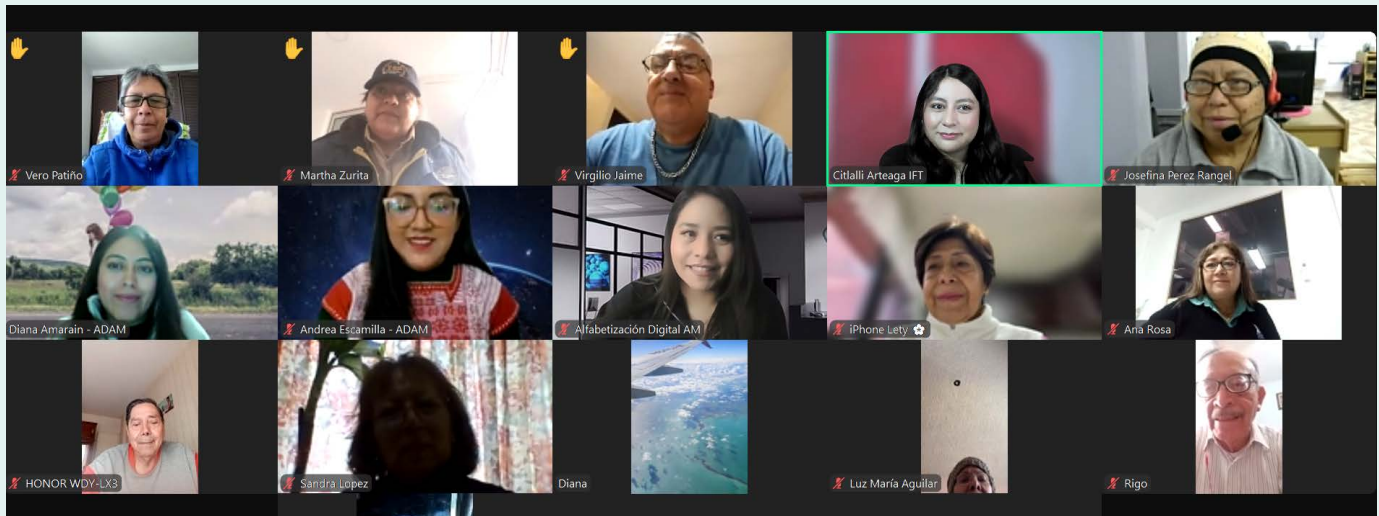 Vero Patiño
Martha Zurita
Virgilio Jaime
Citlalli Arteaga IFT
Josefina Perez Rangel
Diana Amarain - ADAM
Andrea Escamilla - ADAM
Alfabetización Digital AM
iPhone Lety
Ana Rosa
HONOR WDY-LX3
Sandra Lopez
Diana
Luz María Aguilar
Rigo